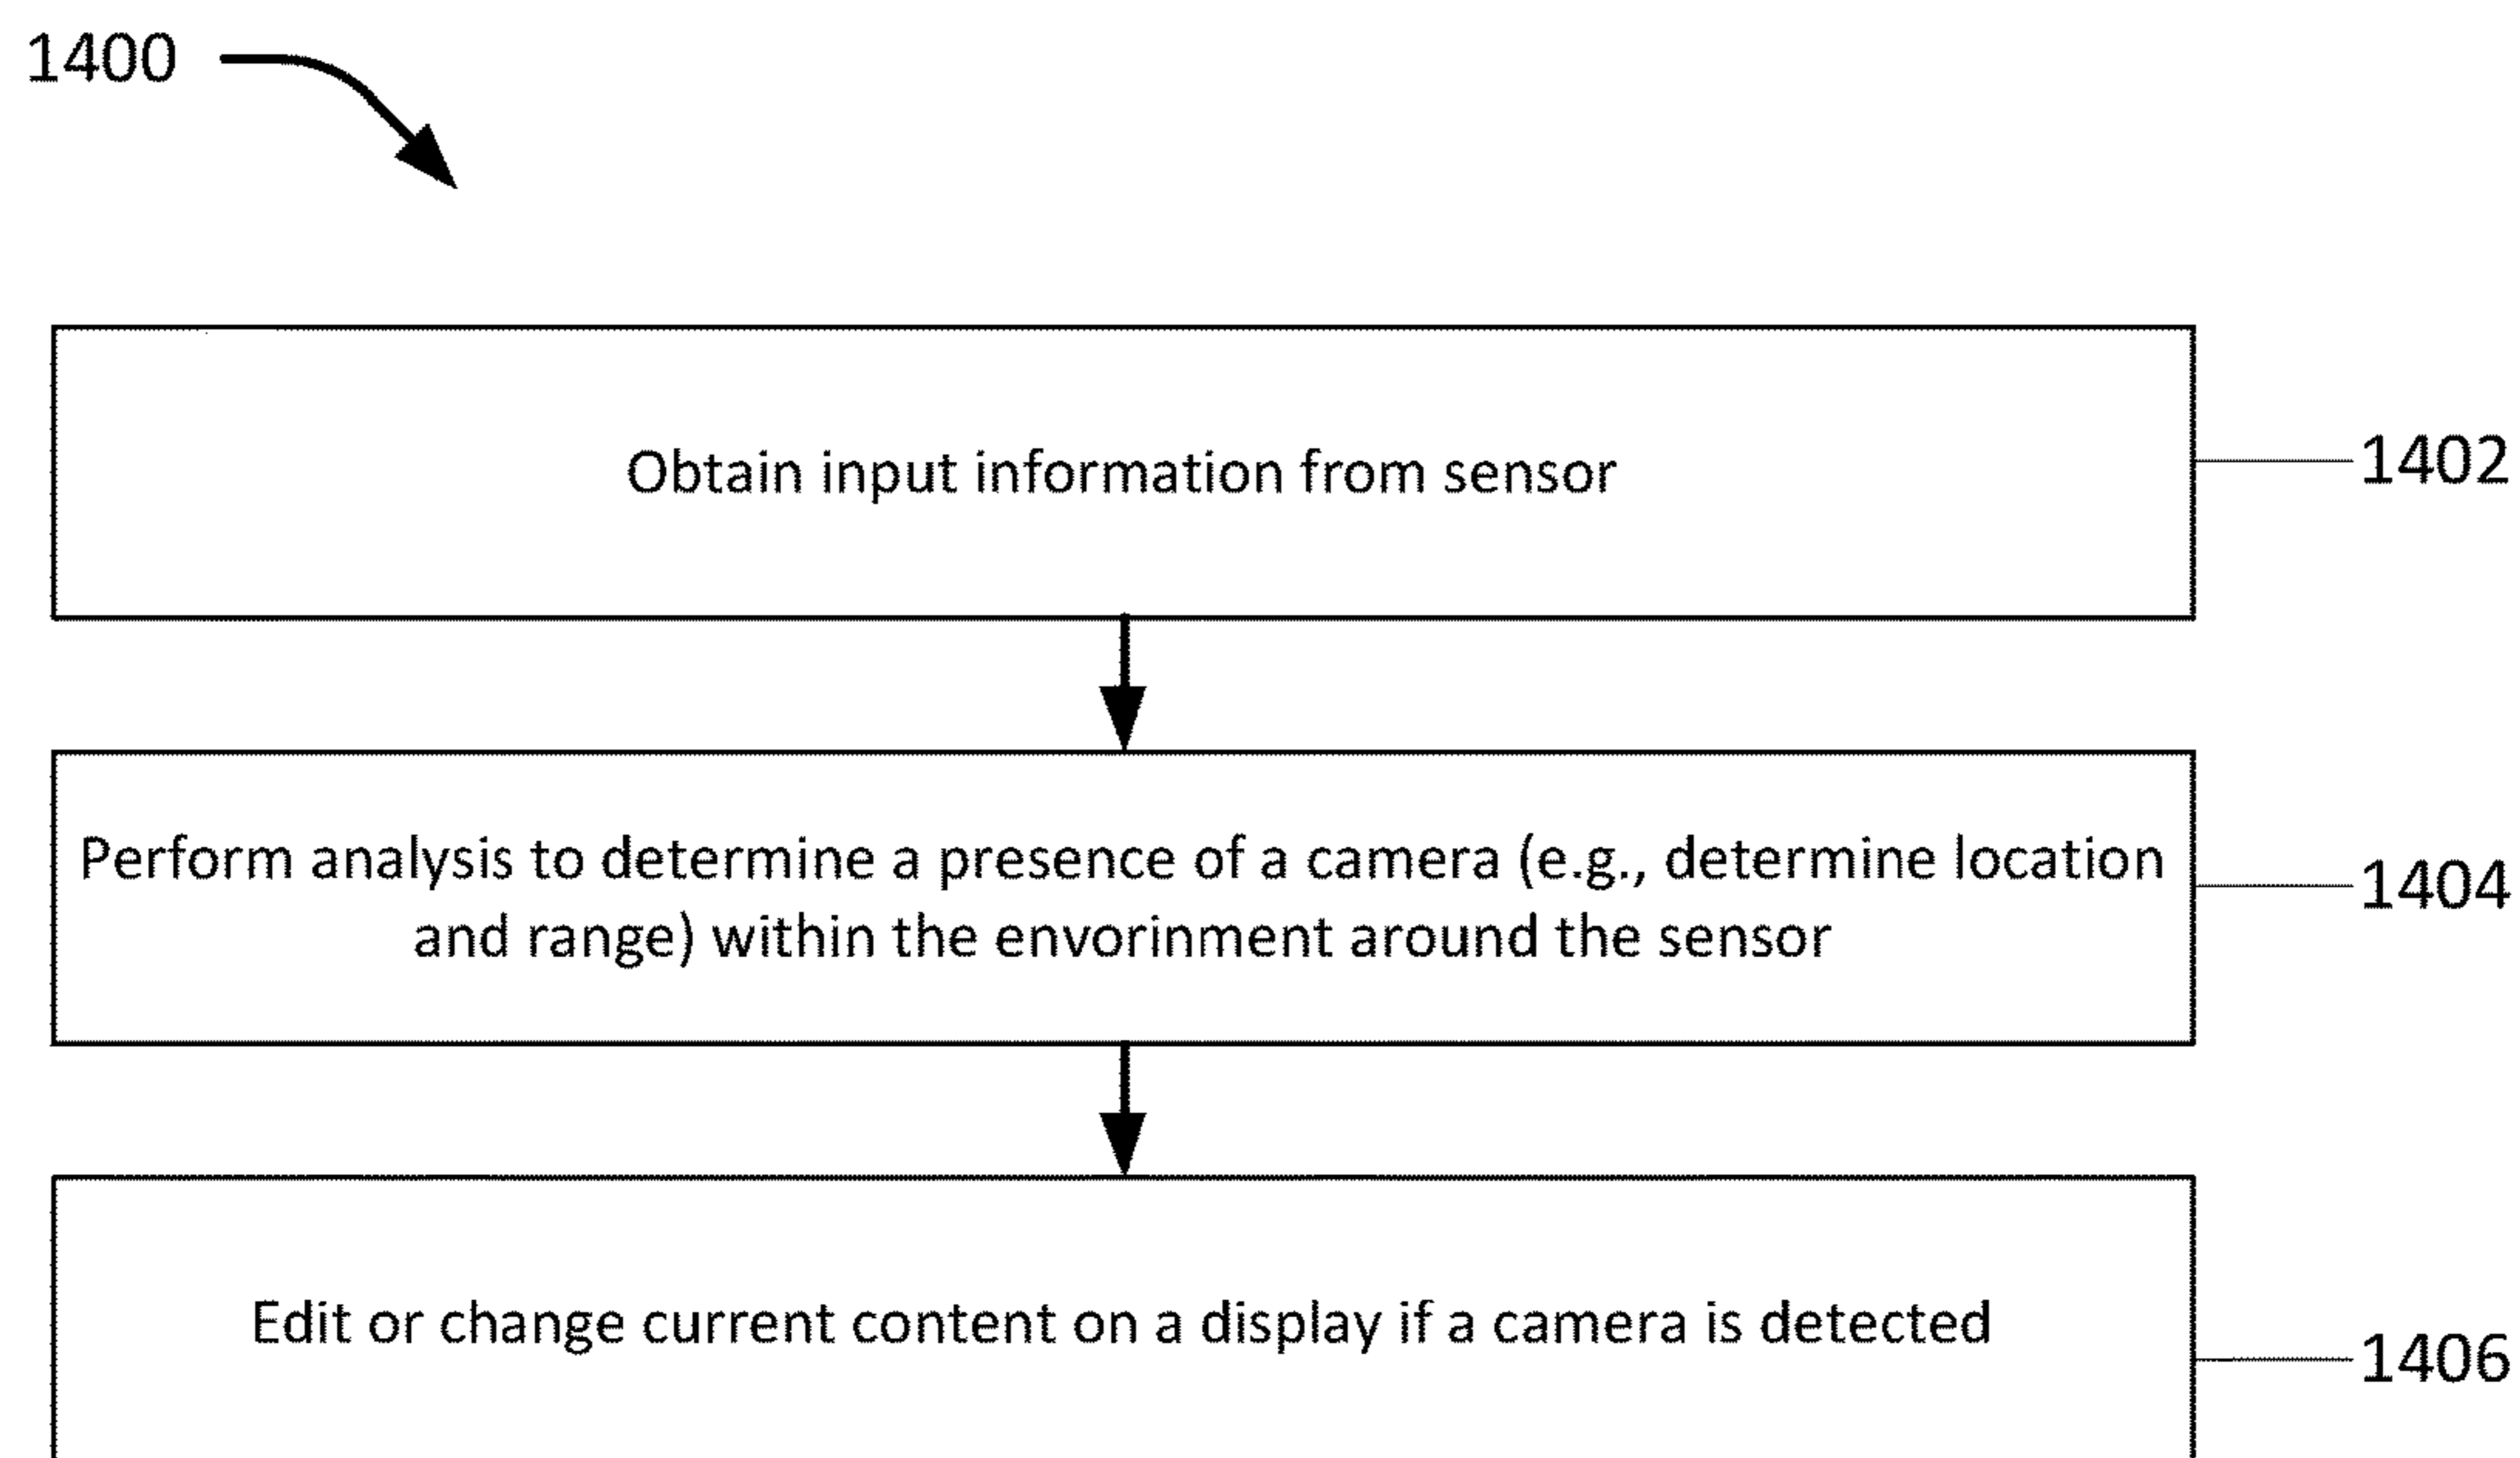 1400
Obtain input information from sensor
1402
Perform analysis to determine a presence of a camera (e.g., determine location
and range) within the envorinment around the sensor
1404
Edit or change current content on a display if a camera is detected
1406